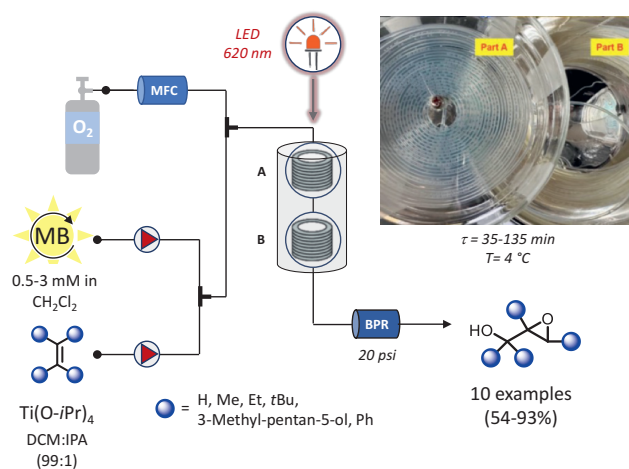 LED
620 nm
Part A
Part B
MFC
O2
A
τ = 35-135 min
T= 4 °C
MB
B
0.5-3 mM in
CH2Cl2
BPR
20 psi
O
HO
Ti(O-iPr)4
DCM:IPA
(99:1)
= H, Me, Et, tBu,
3-Methyl-pentan-5-ol, Ph
10 examples
(54-93%)